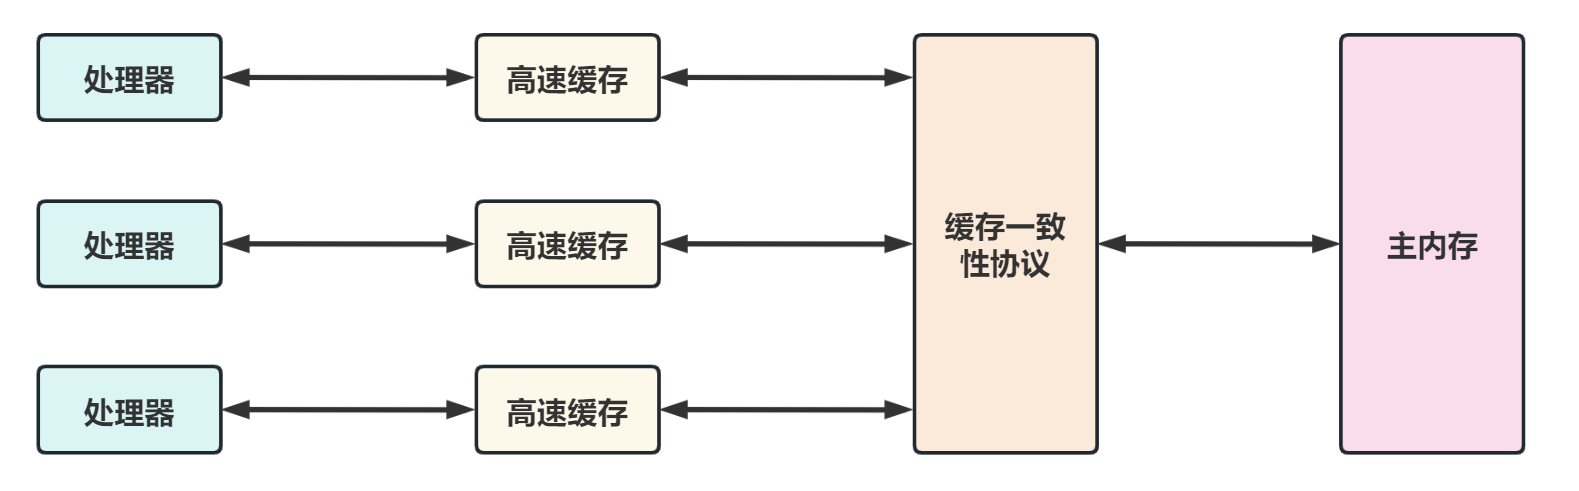 处理器
高速缓存
处理器
高速缓存
处理器
高速缓存
缓存一致
性协议
主内存